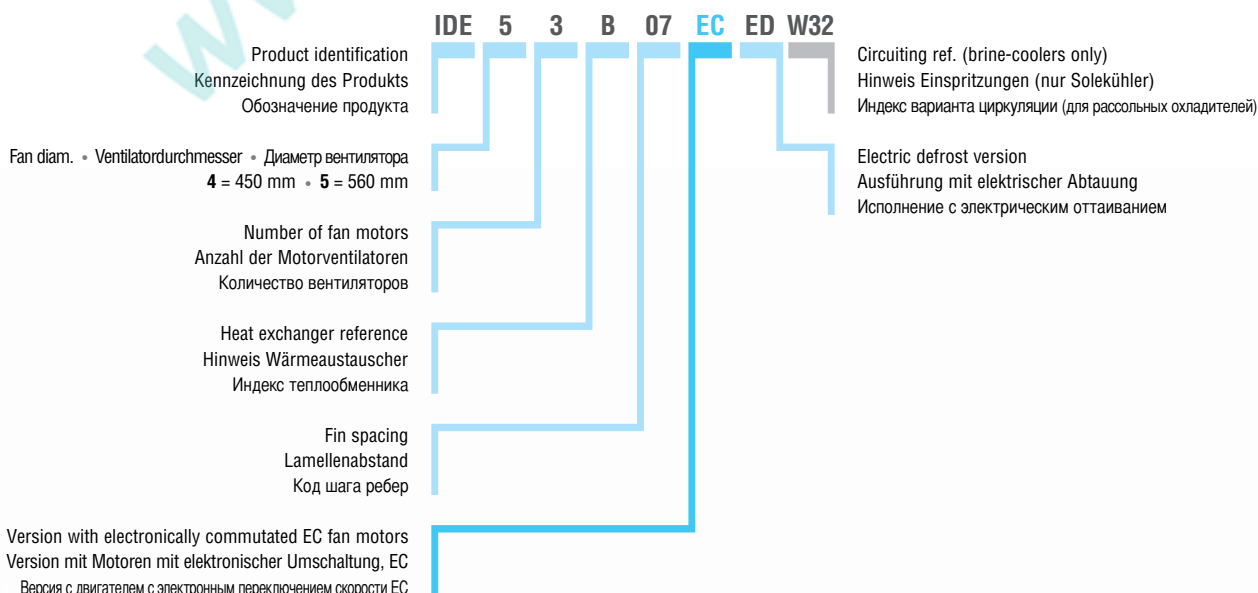 IDE 5 3 B 07 EC ED W32
Product identification
Kennzeichnung des Produkts
Обозначение продукта
Circuiting ref. (brine-coolers only)
Hinweis Einspritzungen (nur Solekühler)
Индекс варианта циркуляции (для рассольных охладителей)
Fan diam. • Ventilatordurchmesser • Диаметр вентилятора
4 = 450 mm • 5 = 560 mm
Electric defrost version
Ausführung mit elektrischer Abtauung
Исполнение с электрическим оттаиванием
Number of fan motors
Anzahl der Motorventilatoren
Количество вентиляторов
Heat exchanger reference
Hinweis Wärmeaustauscher
Индекс теплообменника
Fin spacing
Lamellenabstand
Код шага ребер
Version with electronically commutated EC fan motors
Version mit Motoren mit elektronischer Umschaltung, EC
Версия с двигателем с электронным переключением скорости EC